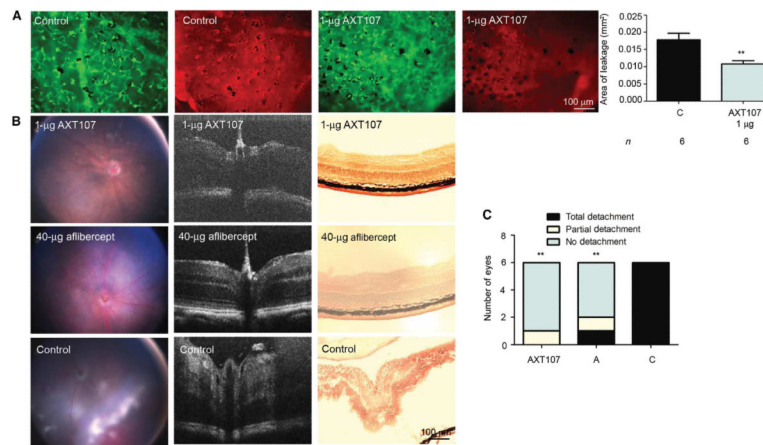 A
Control
Control
1-μg AXT107
1-μg AXT107
100 μm
Area of leakage (mm²)
0.020
0.015
0.010
0.005
0.000
**
C
AXT107
1 μg
n
6
6
B
1-μg AXT107
1-μg AXT107
1-μg AXT107
40-μg aflibercept
40-μg aflibercept
40-μg aflibercept
Control
Control
Control
100 μm
C
Total detachment
Partial detachment
No detachment
Number of eyes
8
6
4
2
0
**
**
AXT107
A
C